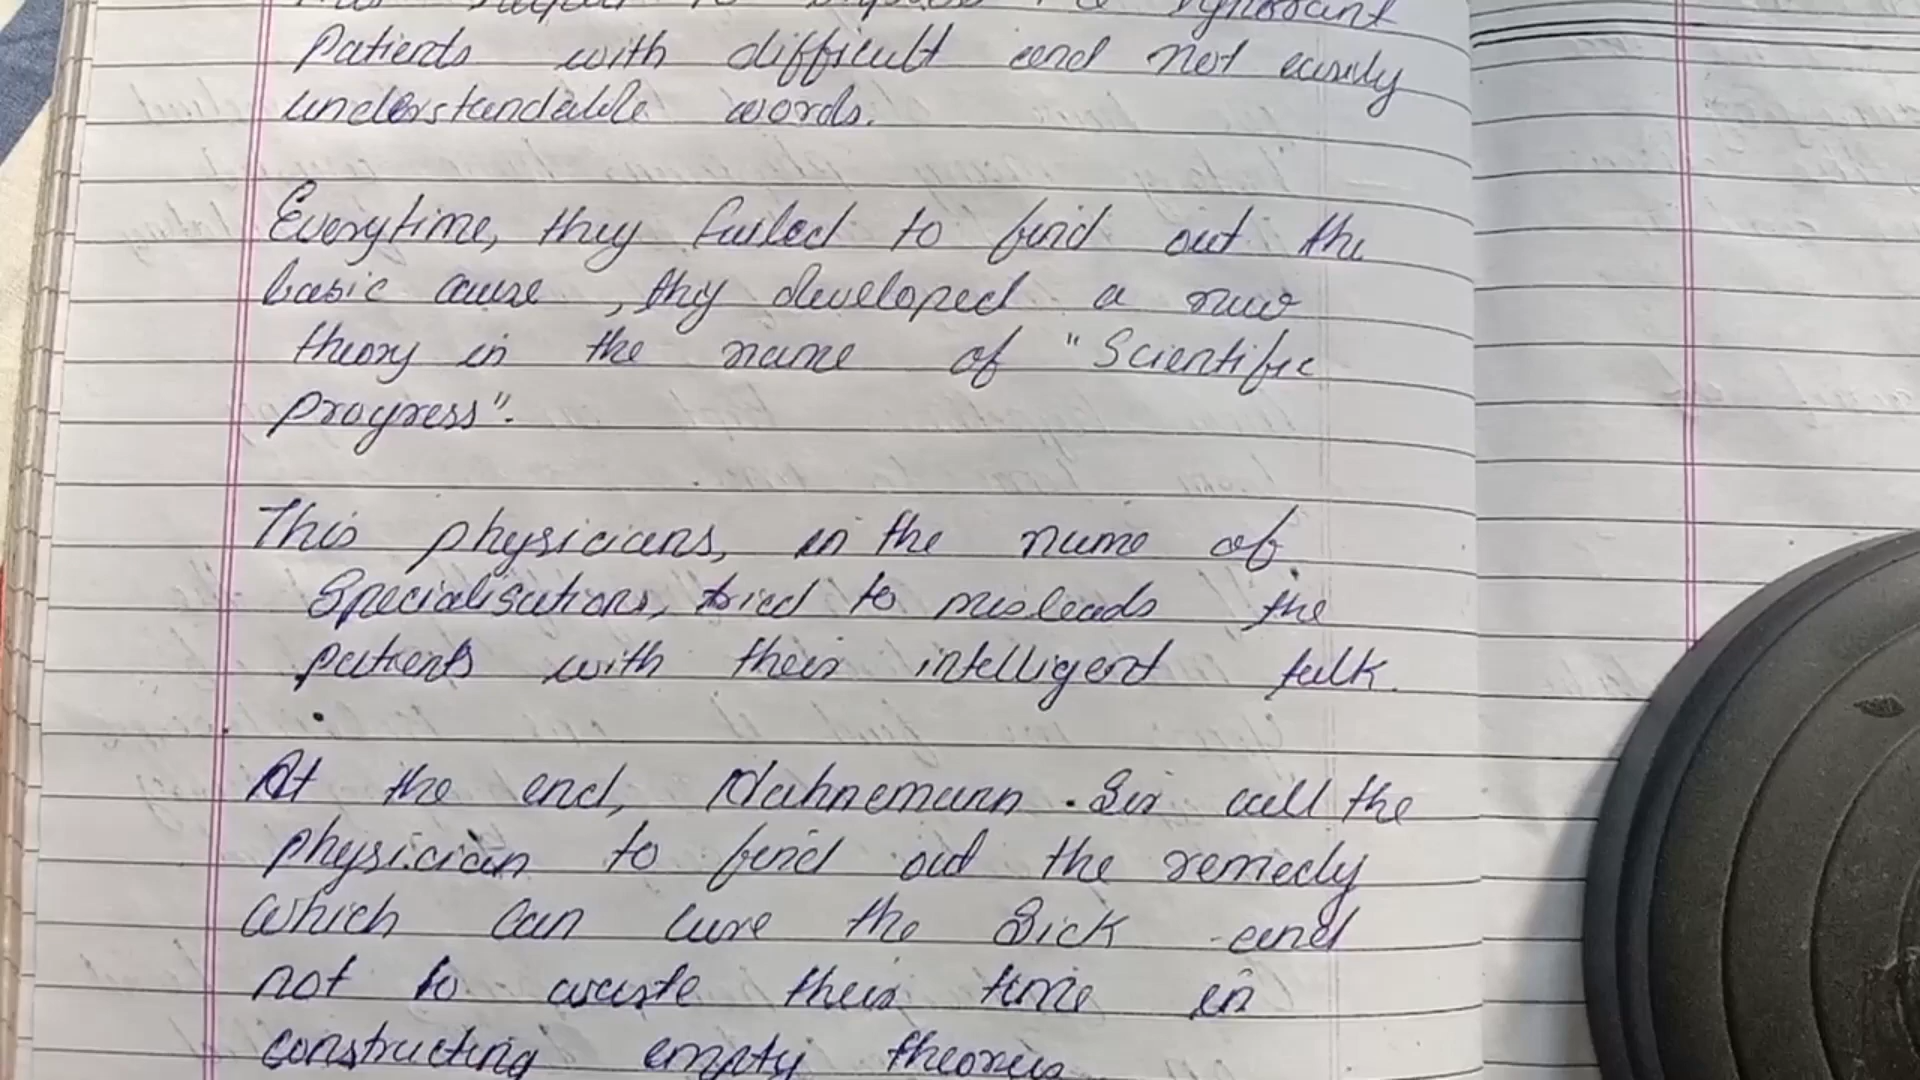 ignorant
Patients with difficult and not easily
understandable words.
Everytime, they failed to find out the
basic cause, thy developed a new
theory in the name of "Scientific
progress".
This physicians, in the name of
Specialisations, tried to misleads the
patients with their intelligent talk.
At the end, Hahnemann Sir call the
physician to find out the remedy
which can cure the Sick and
not to waste their time in
constructing empty theories